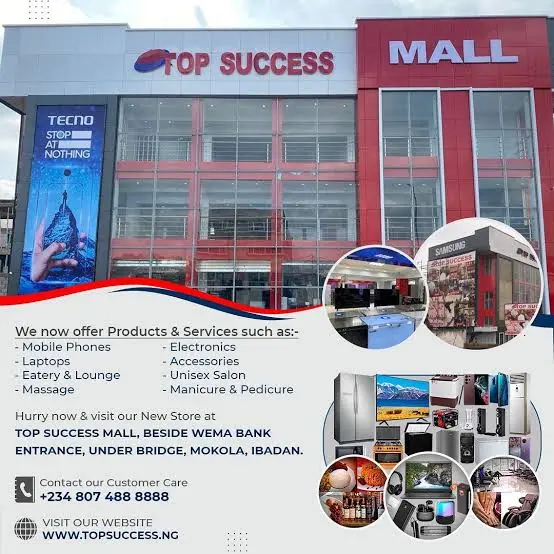 TOP SUCCESS
MALL
TECNO
STOP
AT
NOTHING
SAMSUNG
TOP SUCCESS
We now offer Products & Services such as:-
- Mobile Phones
- Laptops
- Eatery & Lounge
- Massage
- Electronics
- Accessories
- Unisex Salon
- Manicure & Pedicure
Hurry now & visit our New Store at
TOP SUCCESS MALL, BESIDE WEMA BANK
ENTRANCE, UNDER BRIDGE, MOKOLA, IBADAN.
Contact our Customer Care
+234 807 488 8888
VISIT OUR WEBSITE
WWW.TOPSUCCESS.NG